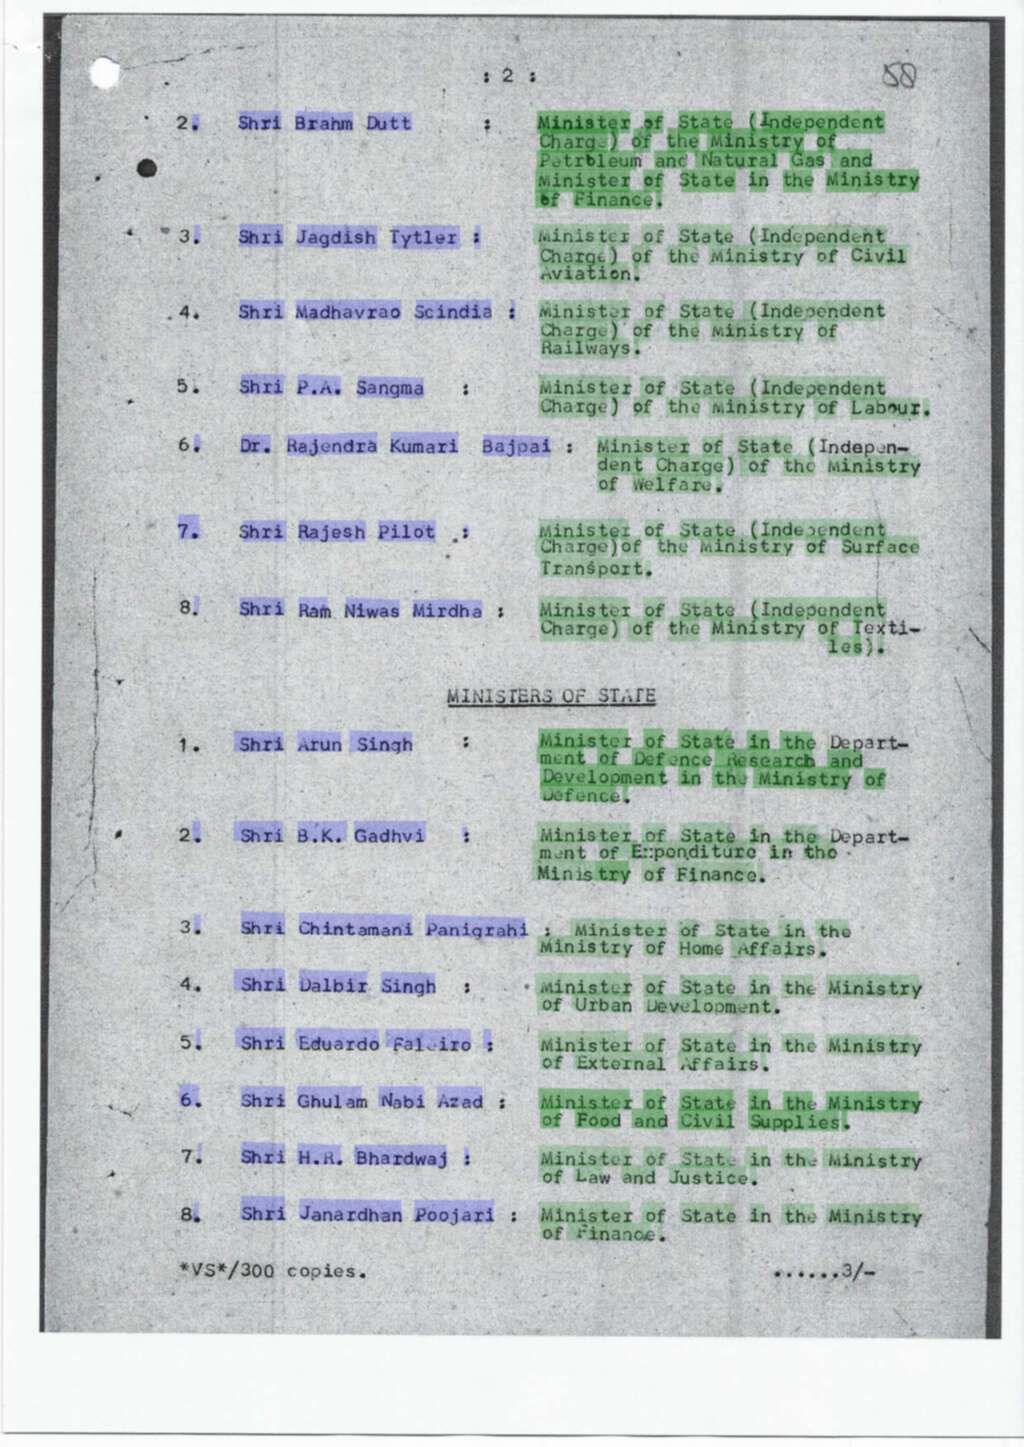 : 2 :
58
2. Shri Brahm Dutt : Minister of State (Independent
Charge) of the Ministry of
Petroleum and Natural Gas and
Minister of State in the Ministry
of Finance.
3. Shri Jagdish Tytler : Minister of State (Independent
Charge) of the Ministry of Civil
Aviation.
4. Shri Madhavrao Scindia : Minister of State (Independent
Charge) of the Ministry of
Railways.
5. Shri P.A. Sangma : Minister of State (Independent
Charge) of the Ministry of Labour.
6. Dr. Rajendra Kumari Bajpai : Minister of State (Indepen-
dent Charge) of the Ministry
of Welfare.
7. Shri Rajesh Pilot : Minister of State (Independent
Charge)of the Ministry of Surface
Transport.
8. Shri Ram Niwas Mirdha : Minister of State (Independent
Charge) of the Ministry of Texti-
les).
MINISTERS OF STATE
1. Shri Arun Singh : Minister of State in the Depart-
ment of Defence Research and
Development in the Ministry of
Defence.
2. Shri B.K. Gadhvi : Minister of State in the Depart-
ment of Expenditure in the
Ministry of Finance.
3. Shri Chintamani Panigrahi : Minister of State in the
Ministry of Home Affairs.
4. Shri Dalbir Singh : Minister of State in the Ministry
of Urban Development.
5. Shri Eduardo Faleiro : Minister of State in the Ministry
of External Affairs.
6. Shri Ghulam Nabi Azad : Minister of State in the Ministry
of Food and Civil Supplies.
7. Shri H.R. Bhardwaj : Minister of State in the Ministry
of Law and Justice.
8. Shri Janardhan Poojari : Minister of State in the Ministry
of Finance.
*VS*/300 copies. ......3/-